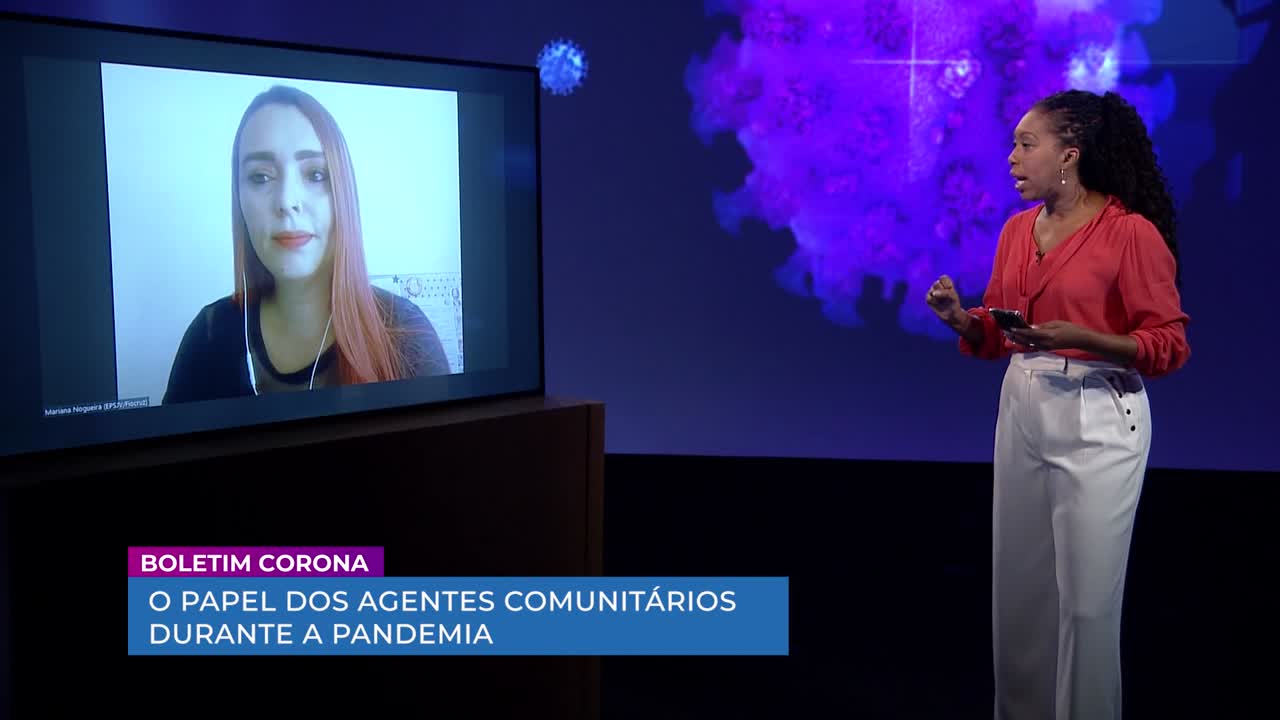 Mariana Nogueira (EPSJV/Fiocruz)
BOLETIM CORONA
O PAPEL DOS AGENTES COMUNITÁRIOS
DURANTE A PANDEMIA